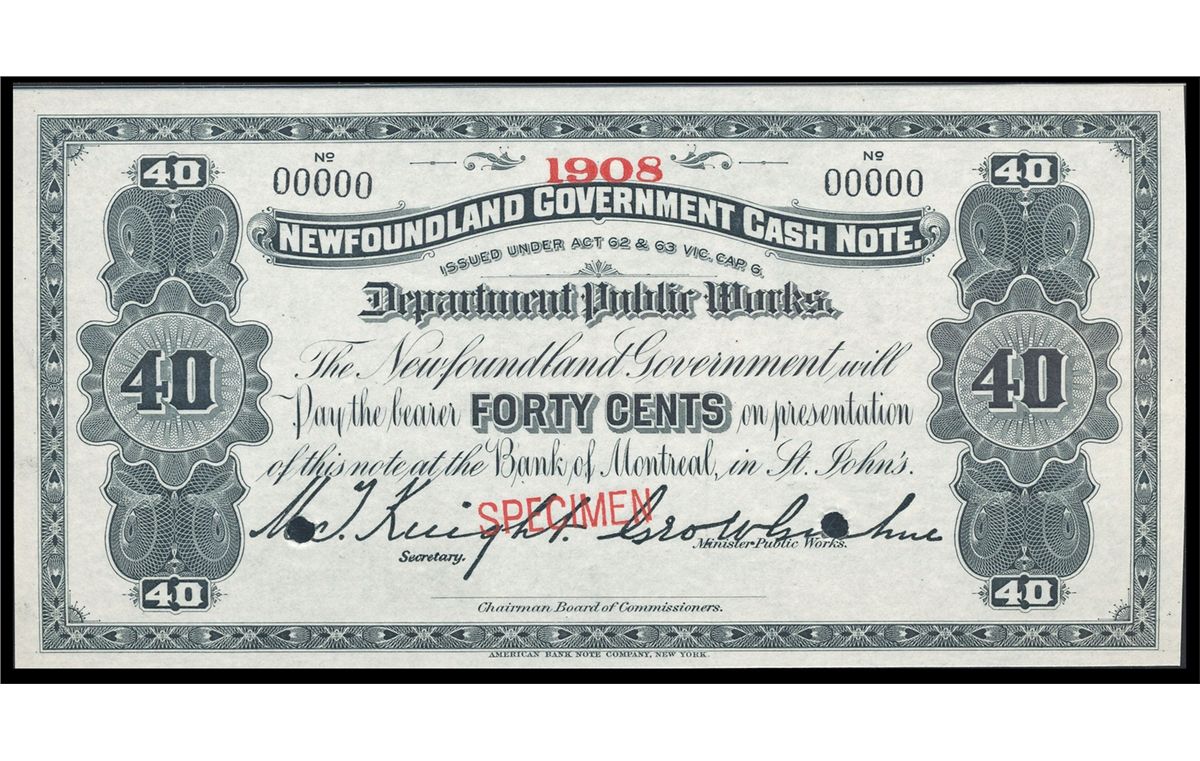 1908
40 Nº 00000 Nº 00000 40
NEWFOUNDLAND GOVERNMENT CASH NOTE.
ISSUED UNDER ACT 62 & 63 VIC. CAP. 6.
Department Public Works.
The Newfoundland Government will
40 Pay the bearer FORTY CENTS on presentation 40
of this note at the Bank of Montreal, in St. John's.
SPECIMEN
Knight.
Secretary. Minister Public Works.
40 40
Chairman Board of Commissioners.
AMERICAN BANK NOTE COMPANY, NEW YORK.